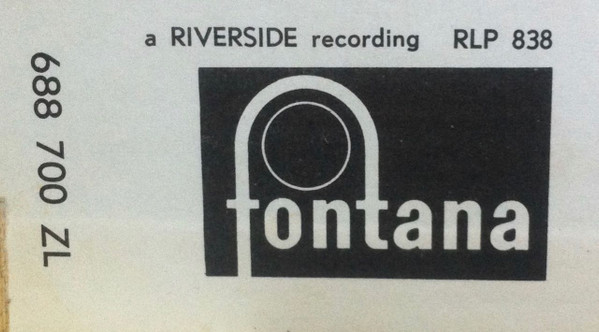 a RIVERSIDE recording RLP 838
688 700 ZL
fontana